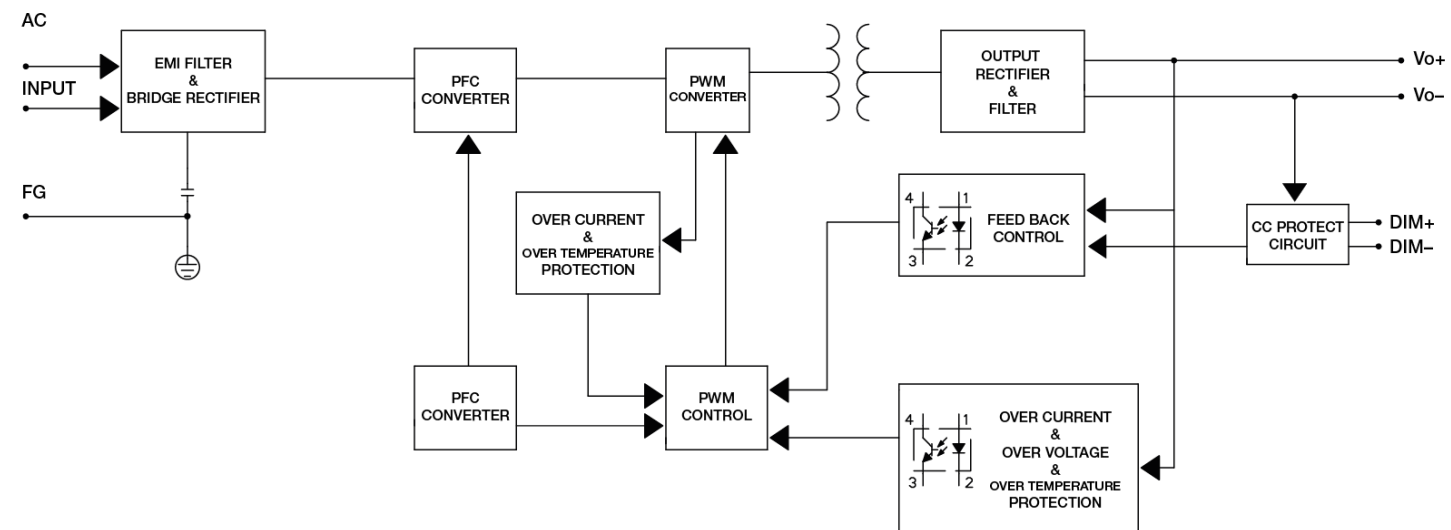 AC
INPUT
FG
EMI FILTER
&
BRIDGE RECTIFIER
PFC
CONVERTER
PWM
CONVERTER
OUTPUT
RECTIFIER
&
FILTER
Vo+
Vo–
OVER CURRENT
&
OVER TEMPERATURE
PROTECTION
4 1
3 2
FEED BACK
CONTROL
CC PROTECT
CIRCUIT
DIM+
DIM–
PFC
CONVERTER
PWM
CONTROL
4 1
3 2
OVER CURRENT
&
OVER VOLTAGE
&
OVER TEMPERATURE
PROTECTION